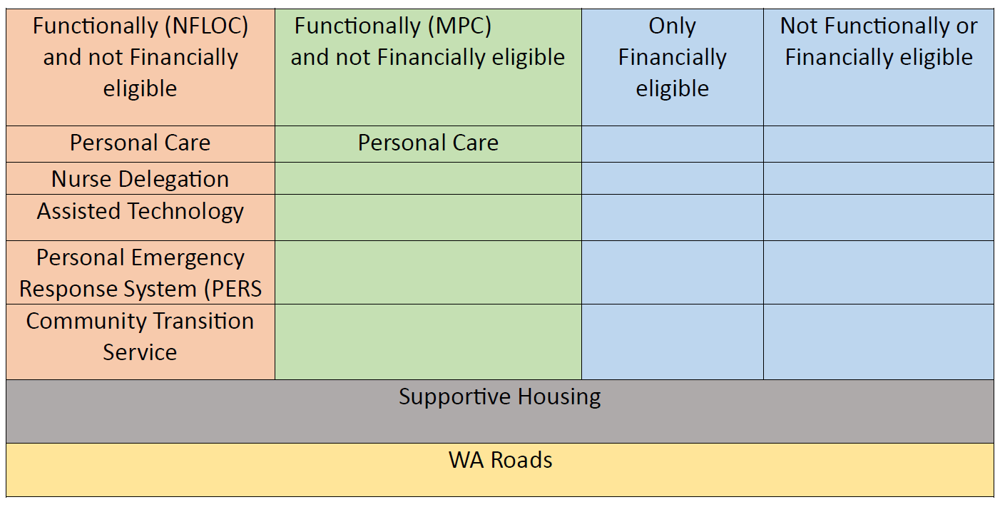 Functionally (NFLOC)
and not Financially
eligible
Functionally (MPC)
and not Financially eligible
Only
Financially
eligible
Not Functionally or
Financially eligible
Personal Care
Personal Care
Nurse Delegation
Assisted Technology
Personal Emergency
Response System (PERS
Community Transition
Service
Supportive Housing
WA Roads